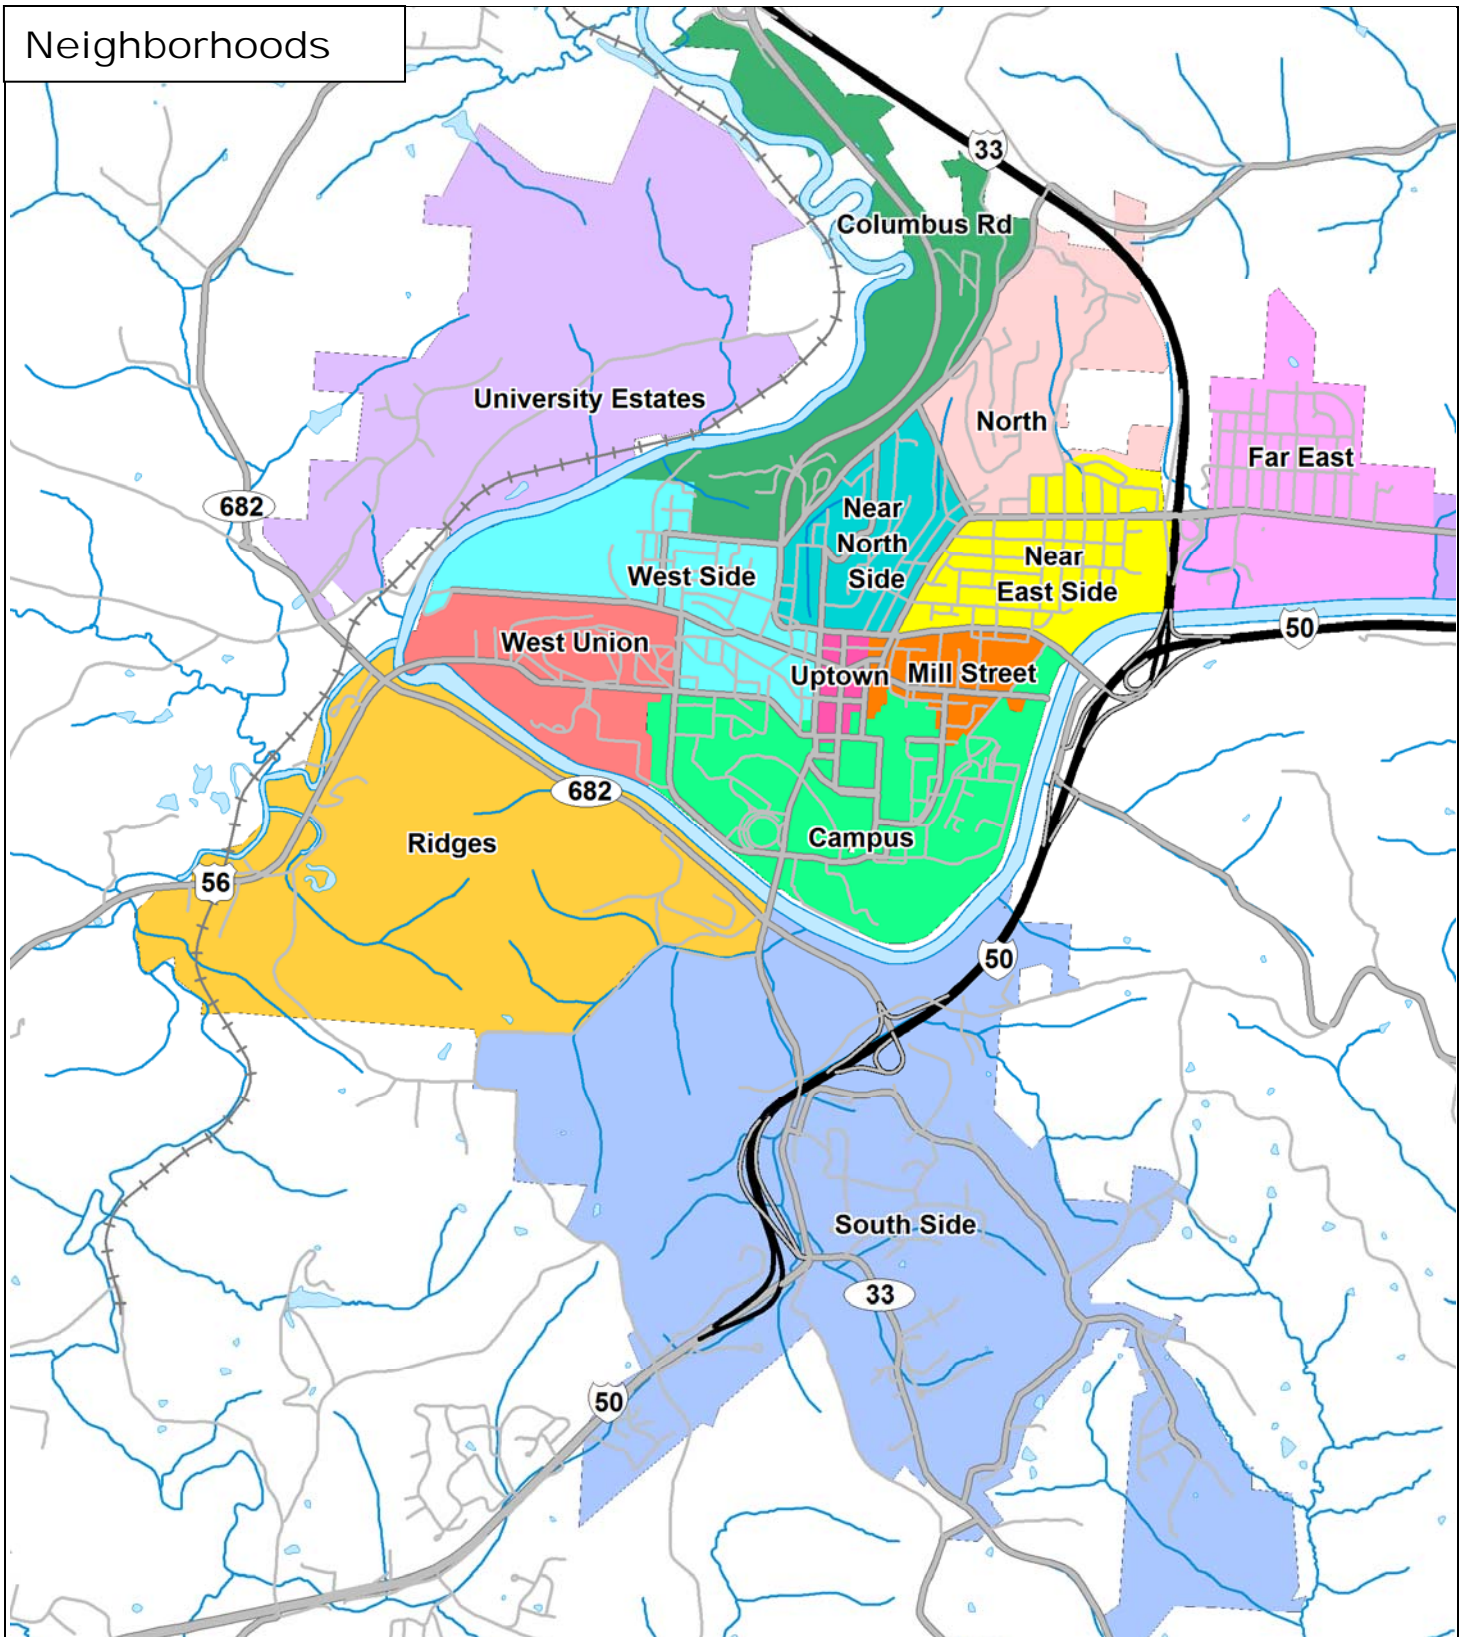 Neighborhoods
33
Columbus Rd
University Estates
North
Far East
682
Near
North
Side
Near
East Side
West Side
50
West Union
Uptown
Mill Street
682
Campus
Ridges
56
50
South Side
33
50